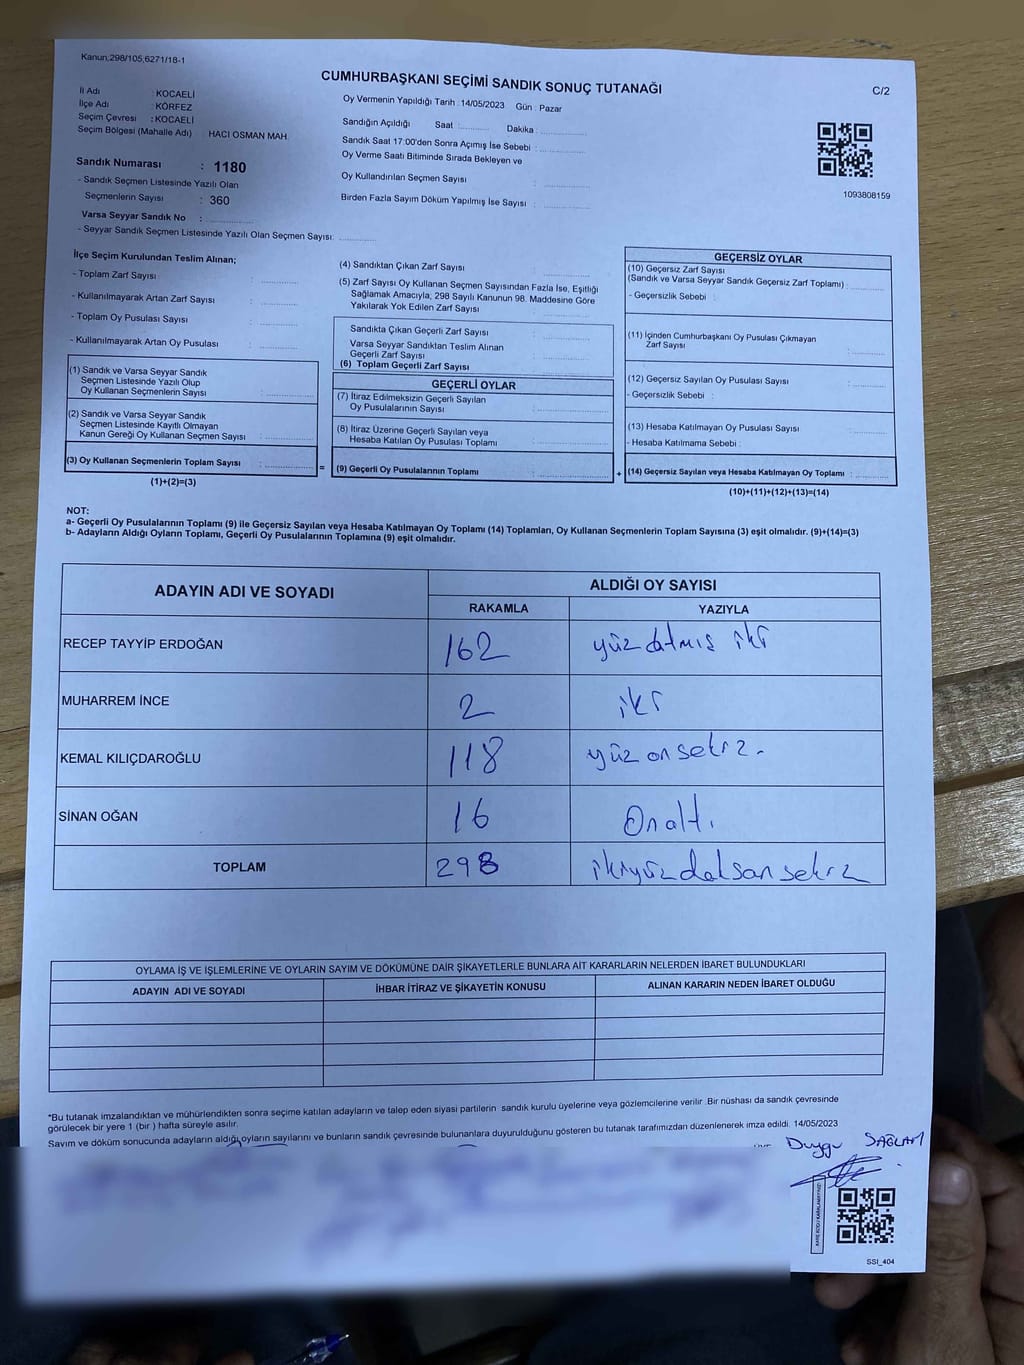 Kanun;298/105,6271/18-1
CUMHURBAŞKANI SEÇİMİ SANDIK SONUÇ TUTANAĞI
C/2
İl Adı : KOCAELİ
İlçe Adı : KÖRFEZ
Seçim Çevresi : KOCAELİ
Seçim Bölgesi (Mahalle Adı) : HACI OSMAN MAH.
Sandık Numarası : 1180
- Sandık Seçmen Listesinde Yazılı Olan
Seçmenlerin Sayısı : 360
Varsa Seyyar Sandık No :
- Seyyar Sandık Seçmen Listesinde Yazılı Olan Seçmen Sayısı:
Oy Vermenin Yapıldığı Tarih : 14/05/2023 Gün : Pazar
Sandığın Açıldığı Saat : Dakika :
Sandık Saat 17:00'den Sonra Açımış İse Sebebi :
Oy Verme Saati Bitiminde Sırada Bekleyen ve
Oy Kullandırılan Seçmen Sayısı :
Birden Fazla Sayım Döküm Yapılmış İse Sayısı :
1093808159
İlçe Seçim Kurulundan Teslim Alınan;
- Toplam Zarf Sayısı :
- Kullanılmayarak Artan Zarf Sayısı :
- Toplam Oy Pusulası Sayısı :
- Kullanılmayarak Artan Oy Pusulası :
(1) Sandık ve Varsa Seyyar Sandık
Seçmen Listesinde Yazılı Olup
Oy Kullanan Seçmenlerin Sayısı :
(2) Sandık ve Varsa Seyyar Sandık
Seçmen Listesinde Kayıtlı Olmayan
Kanun Gereği Oy Kullanan Seçmen Sayısı :
(3) Oy Kullanan Seçmenlerin Toplam Sayısı :
(1)+(2)=(3)
=
(4) Sandıktan Çıkan Zarf Sayısı :
(5) Zarf Sayısı Oy Kullanan Seçmen Sayısından Fazla İse, Eşitliği
Sağlamak Amacıyla, 298 Sayılı Kanunun 98. Maddesine Göre
Yakılarak Yok Edilen Zarf Sayısı :
Sandıkta Çıkan Geçerli Zarf Sayısı :
Varsa Seyyar Sandıktan Teslim Alınan
Geçerli Zarf Sayısı :
(6) Toplam Geçerli Zarf Sayısı :
GEÇERLİ OYLAR
(7) İtiraz Edilmeksizin Geçerli Sayılan
Oy Pusulalarının Sayısı :
(8) İtiraz Üzerine Geçerli Sayılan veya
Hesaba Katılan Oy Pusulası Toplamı :
(9) Geçerli Oy Pusulalarının Toplamı :
+
GEÇERSİZ OYLAR
(10) Geçersiz Zarf Sayısı
(Sandık ve Varsa Seyyar Sandık Geçersiz Zarf Toplamı) :
- Geçersizlik Sebebi :
(11) İçinden Cumhurbaşkanı Oy Pusulası Çıkmayan
Zarf Sayısı :
(12) Geçersiz Sayılan Oy Pusulası Sayısı :
- Geçersizlik Sebebi :
(13) Hesaba Katılmayan Oy Pusulası Sayısı :
- Hesaba Katılmama Sebebi :
(14) Geçersiz Sayılan veya Hesaba Katılmayan Oy Toplamı :
(10)+(11)+(12)+(13)=(14)
NOT:
a- Geçerli Oy Pusulalarının Toplamı (9) ile Geçersiz Sayılan veya Hesaba Katılmayan Oy Toplamı (14) Toplamları, Oy Kullanan Seçmenlerin Toplam Sayısına (3) eşit olmalıdır. (9)+(14)=(3)
b- Adayların Aldığı Oyların Toplamı, Geçerli Oy Pusulalarının Toplamına (9) eşit olmalıdır.
ADAYIN ADI VE SOYADI
ALDIĞI OY SAYISI
RAKAMLA YAZIYLA
RECEP TAYYİP ERDOĞAN 162 yüz altmış iki
MUHARREM İNCE 2 iki
KEMAL KILIÇDAROĞLU 118 yüz on sekiz.
SİNAN OĞAN 16 On altı.
TOPLAM 298 ikiyüz doksan sekiz
OYLAMA İŞ VE İŞLEMLERİNE VE OYLARIN SAYIM VE DÖKÜMÜNE DAİR ŞİKAYETLERLE BUNLARA AİT KARARLARIN NELERDEN İBARET BULUNDUKLARI
ADAYIN ADI VE SOYADI İHBAR İTİRAZ VE ŞİKAYETİN KONUSU ALINAN KARARIN NEDEN İBARET OLDUĞU
*Bu tutanak imzalandıktan ve mühürlendikten sonra seçime katılan adayların ve talep eden siyasi partilerin sandık kurulu üyelerine veya gözlemcilerine verilir .Bir nüshası da sandık çevresinde
görülecek bir yere 1 (bir ) hafta süreyle asılır.
Sayım ve döküm sonucunda adayların aldığı oyların sayılarını ve bunların sandık çevresinde bulunanlara duyurulduğunu gösteren bu tutanak tarafımızdan düzenlenerek imza edildi. 14/05/2023
Duygu SAĞLAM
SSİ_404